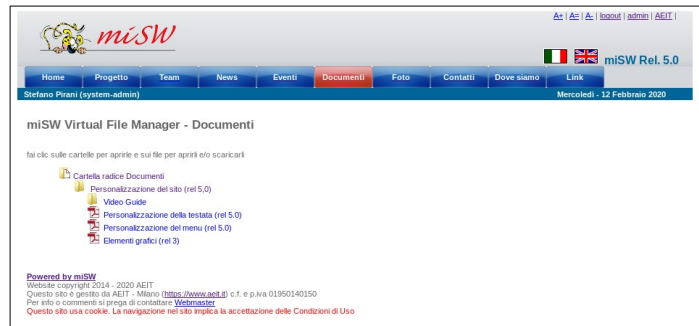 A+ | A= | A- | logout | admin | AEIT |
miSW
miSW Rel. 5.0
Home Progetto Team News Eventi Documenti Foto Contatti Dove siamo Link
Stefano Pirani (system-admin) Mercoledì - 12 Febbraio 2020
miSW Virtual File Manager - Documenti
fai clic sulle cartelle per aprirle e sui file per aprirli e/o scaricarli
Cartella radice Documenti
Personalizzazione del sito (rel 5,0)
Video Guide
Personalizzazione della testata (rel 5.0)
Personalizzazione del menu (rel 5.0)
Elementi grafici (rel 3)
Powered by miSW
Website copyright 2014 - 2020 AEIT
Questo sito è gestito da AEIT - Milano (https://www.aeit.it) c.f. e p.iva 01950140150
Per info o commenti si prega di contattare Webmaster
Questo sito usa cookie. La navigazione nel sito implica la accettazione delle Condizioni di Uso